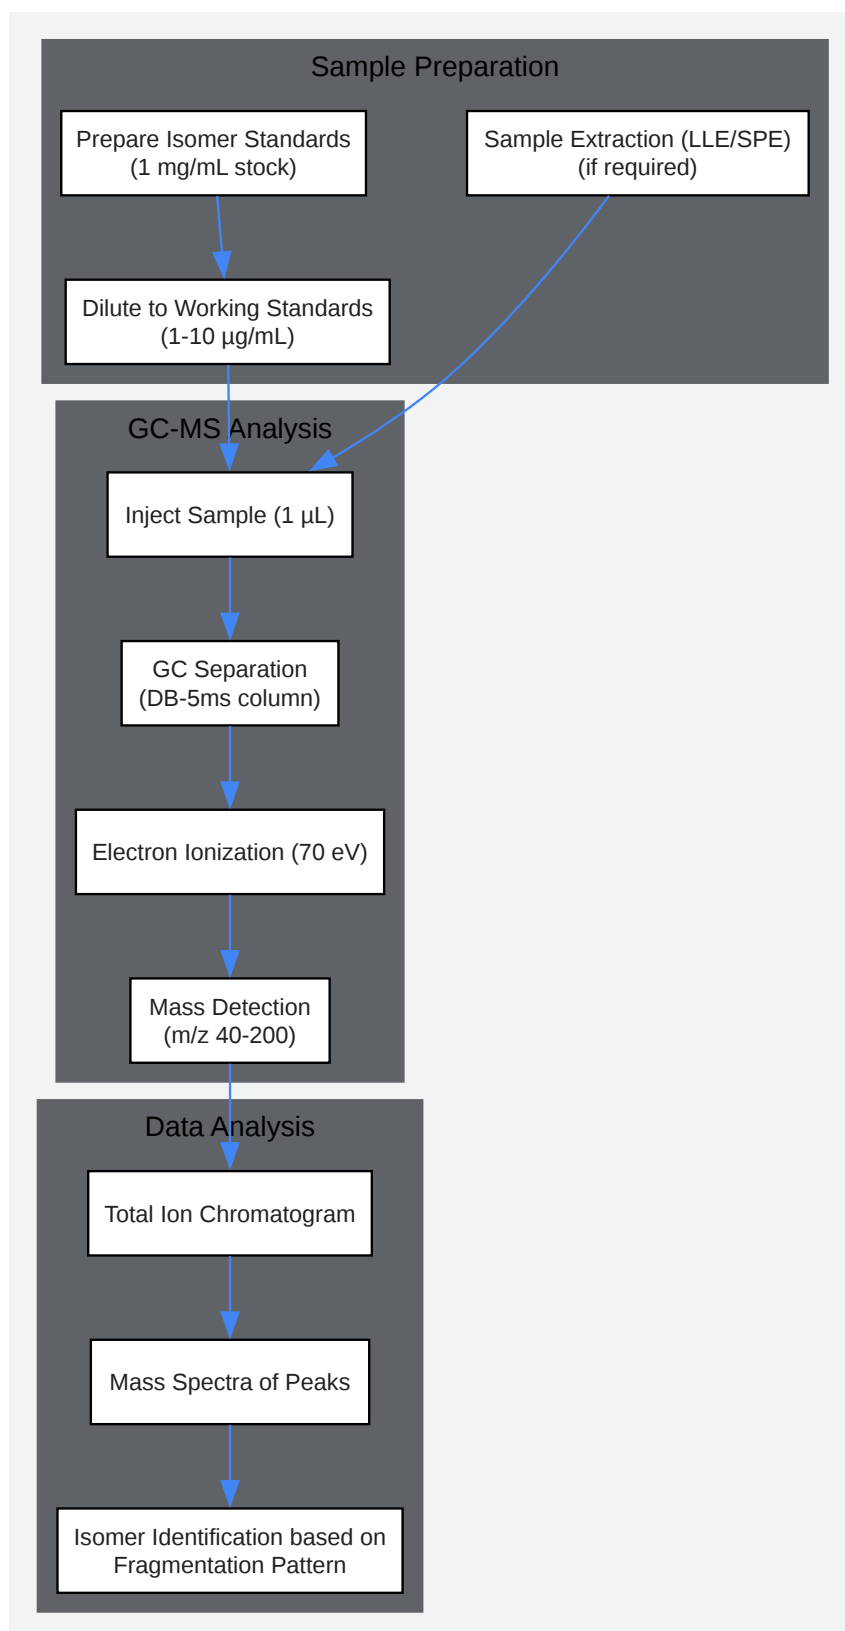 Sample Preparation
Prepare Isomer Standards
(1 mg/mL stock)
Sample Extraction (LLE/SPE)
(if required)
Dilute to Working Standards
(1-10 µg/mL)
GC-MS Analysis
Inject Sample (1 µL)
GC Separation
(DB-5ms column)
Electron Ionization (70 eV)
Mass Detection
(m/z 40-200)
Data Analysis
Total Ion Chromatogram
Mass Spectra of Peaks
Isomer Identification based on
Fragmentation Pattern